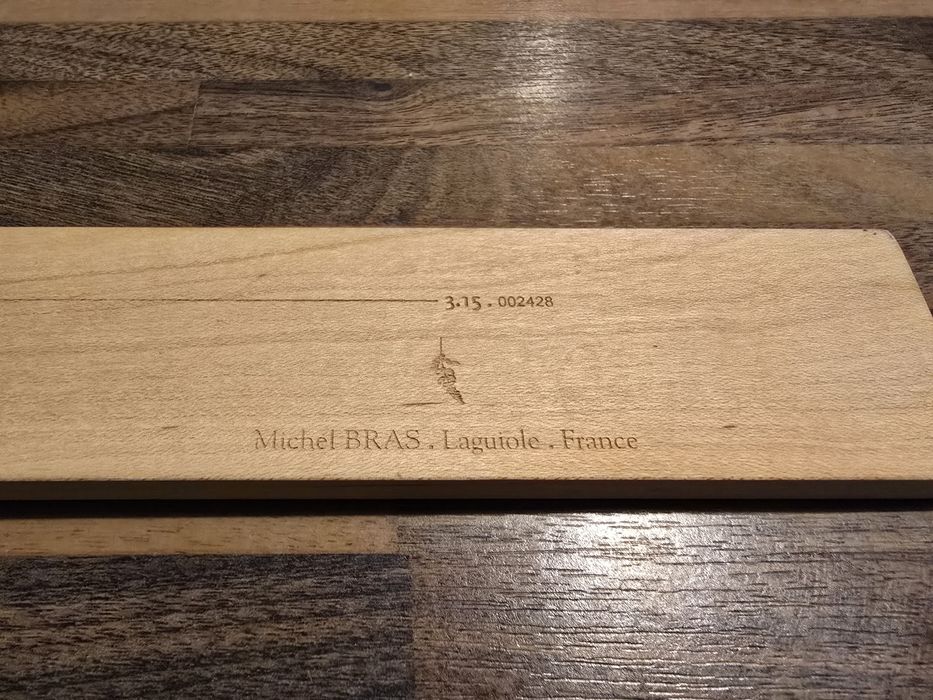 3.15 . 002428
Michel BRAS . Laguiole . France